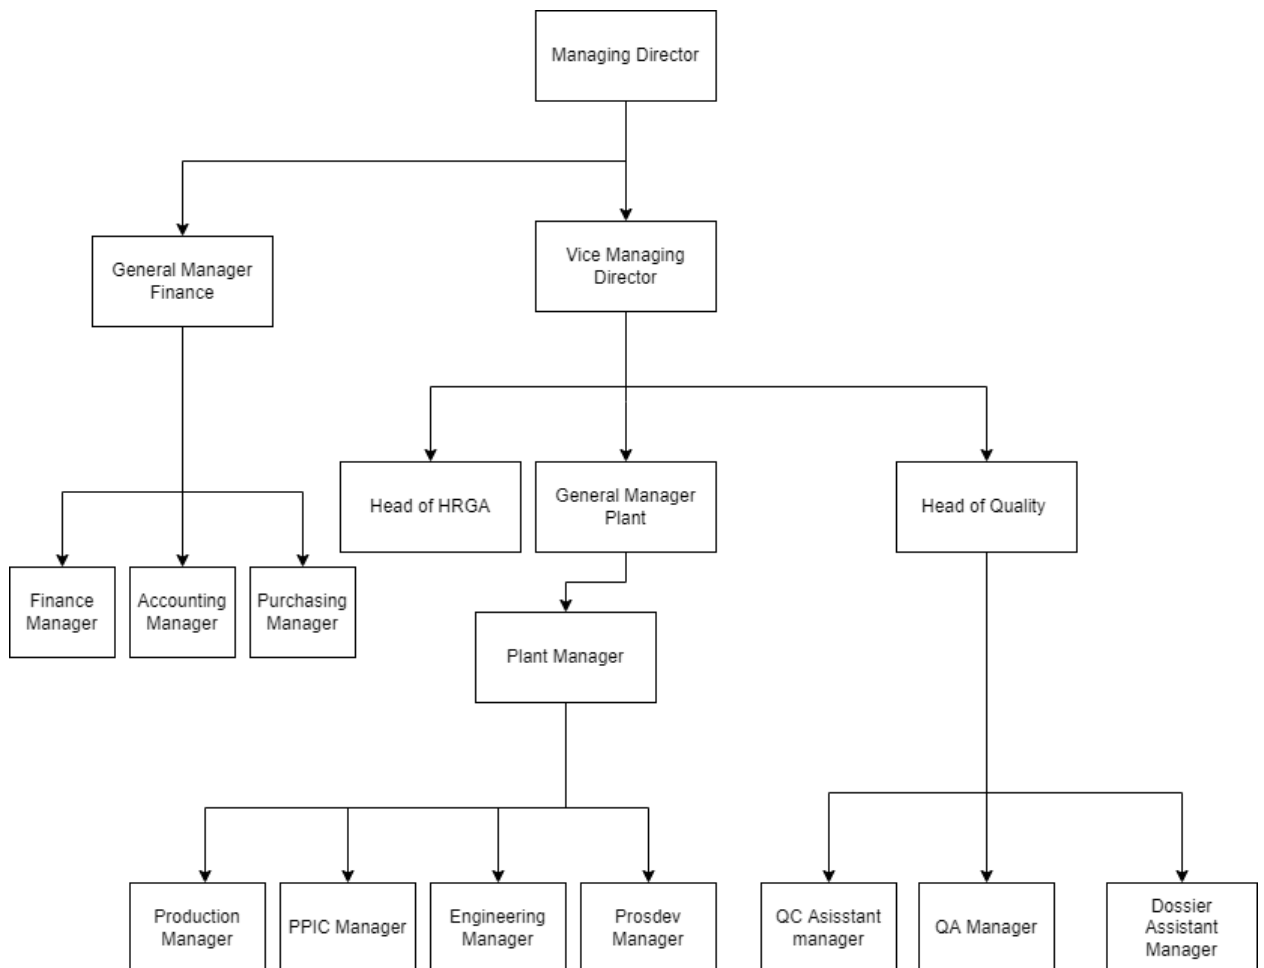 Managing Director
General Manager
Finance
Vice Managing
Director
Head of HRGA
General Manager
Plant
Head of Quality
Finance
Manager
Accounting
Manager
Purchasing
Manager
Plant Manager
Production
Manager
PPIC Manager
Engineering
Manager
Prosdev
Manager
QC Asisstant
manager
QA Manager
Dossier
Assistant
Manager